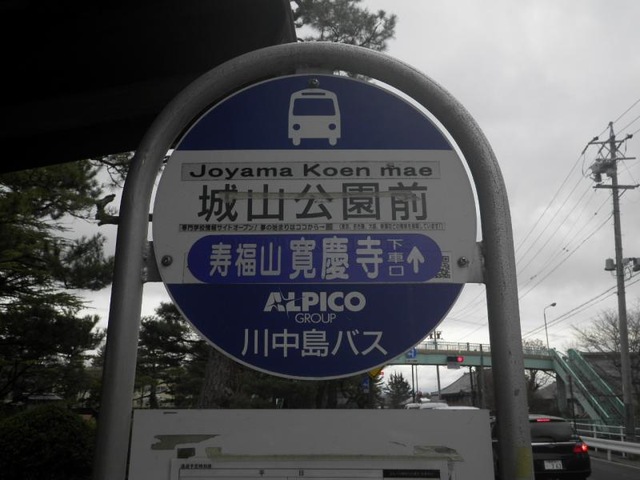 Joyama Koen mae
城山公園前
寿福山 寛慶寺 下車口↑
ALPICO
GROUP
川中島バス